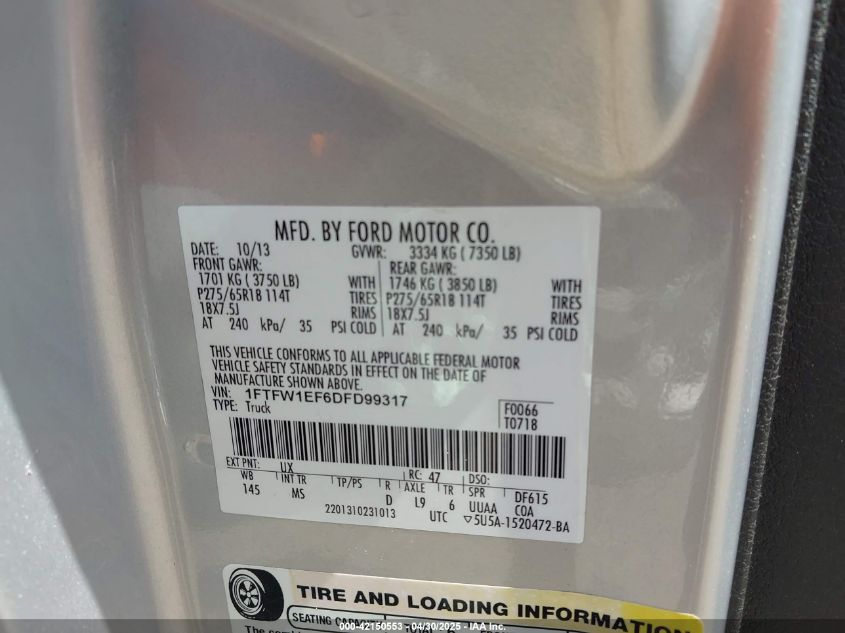 MFD. BY FORD MOTOR CO.
DATE: 10/13 GVWR: 3334 KG ( 7350 LB)
FRONT GAWR: REAR GAWR:
1701 KG ( 3750 LB) WITH 1746 KG ( 3850 LB) WITH
P275/65R18 114T TIRES P275/65R18 114T TIRES
18X7.5J RIMS 18X7.5J RIMS
AT 240 kPa/ 35 PSI COLD AT 240 kPa/ 35 PSI COLD
THIS VEHICLE CONFORMS TO ALL APPLICABLE FEDERAL MOTOR
VEHICLE SAFETY STANDARDS IN EFFECT ON THE DATE OF
MANUFACTURE SHOWN ABOVE.
VIN: 1FTFW1EF6DFD99317 F0066
TYPE: Truck T0718
EXT PNT: UX RC: 47 DSO:
WB INT TR TP/PS R AXLE TR SPR DF615
145 MS D L9 6 UUAA COA
2201310231013 UTC ▽5U5A-1520472-BA
TIRE AND LOADING INFORMATION
SEATING
The
000-42150553 - 04/30/2025 - IAA Corp.